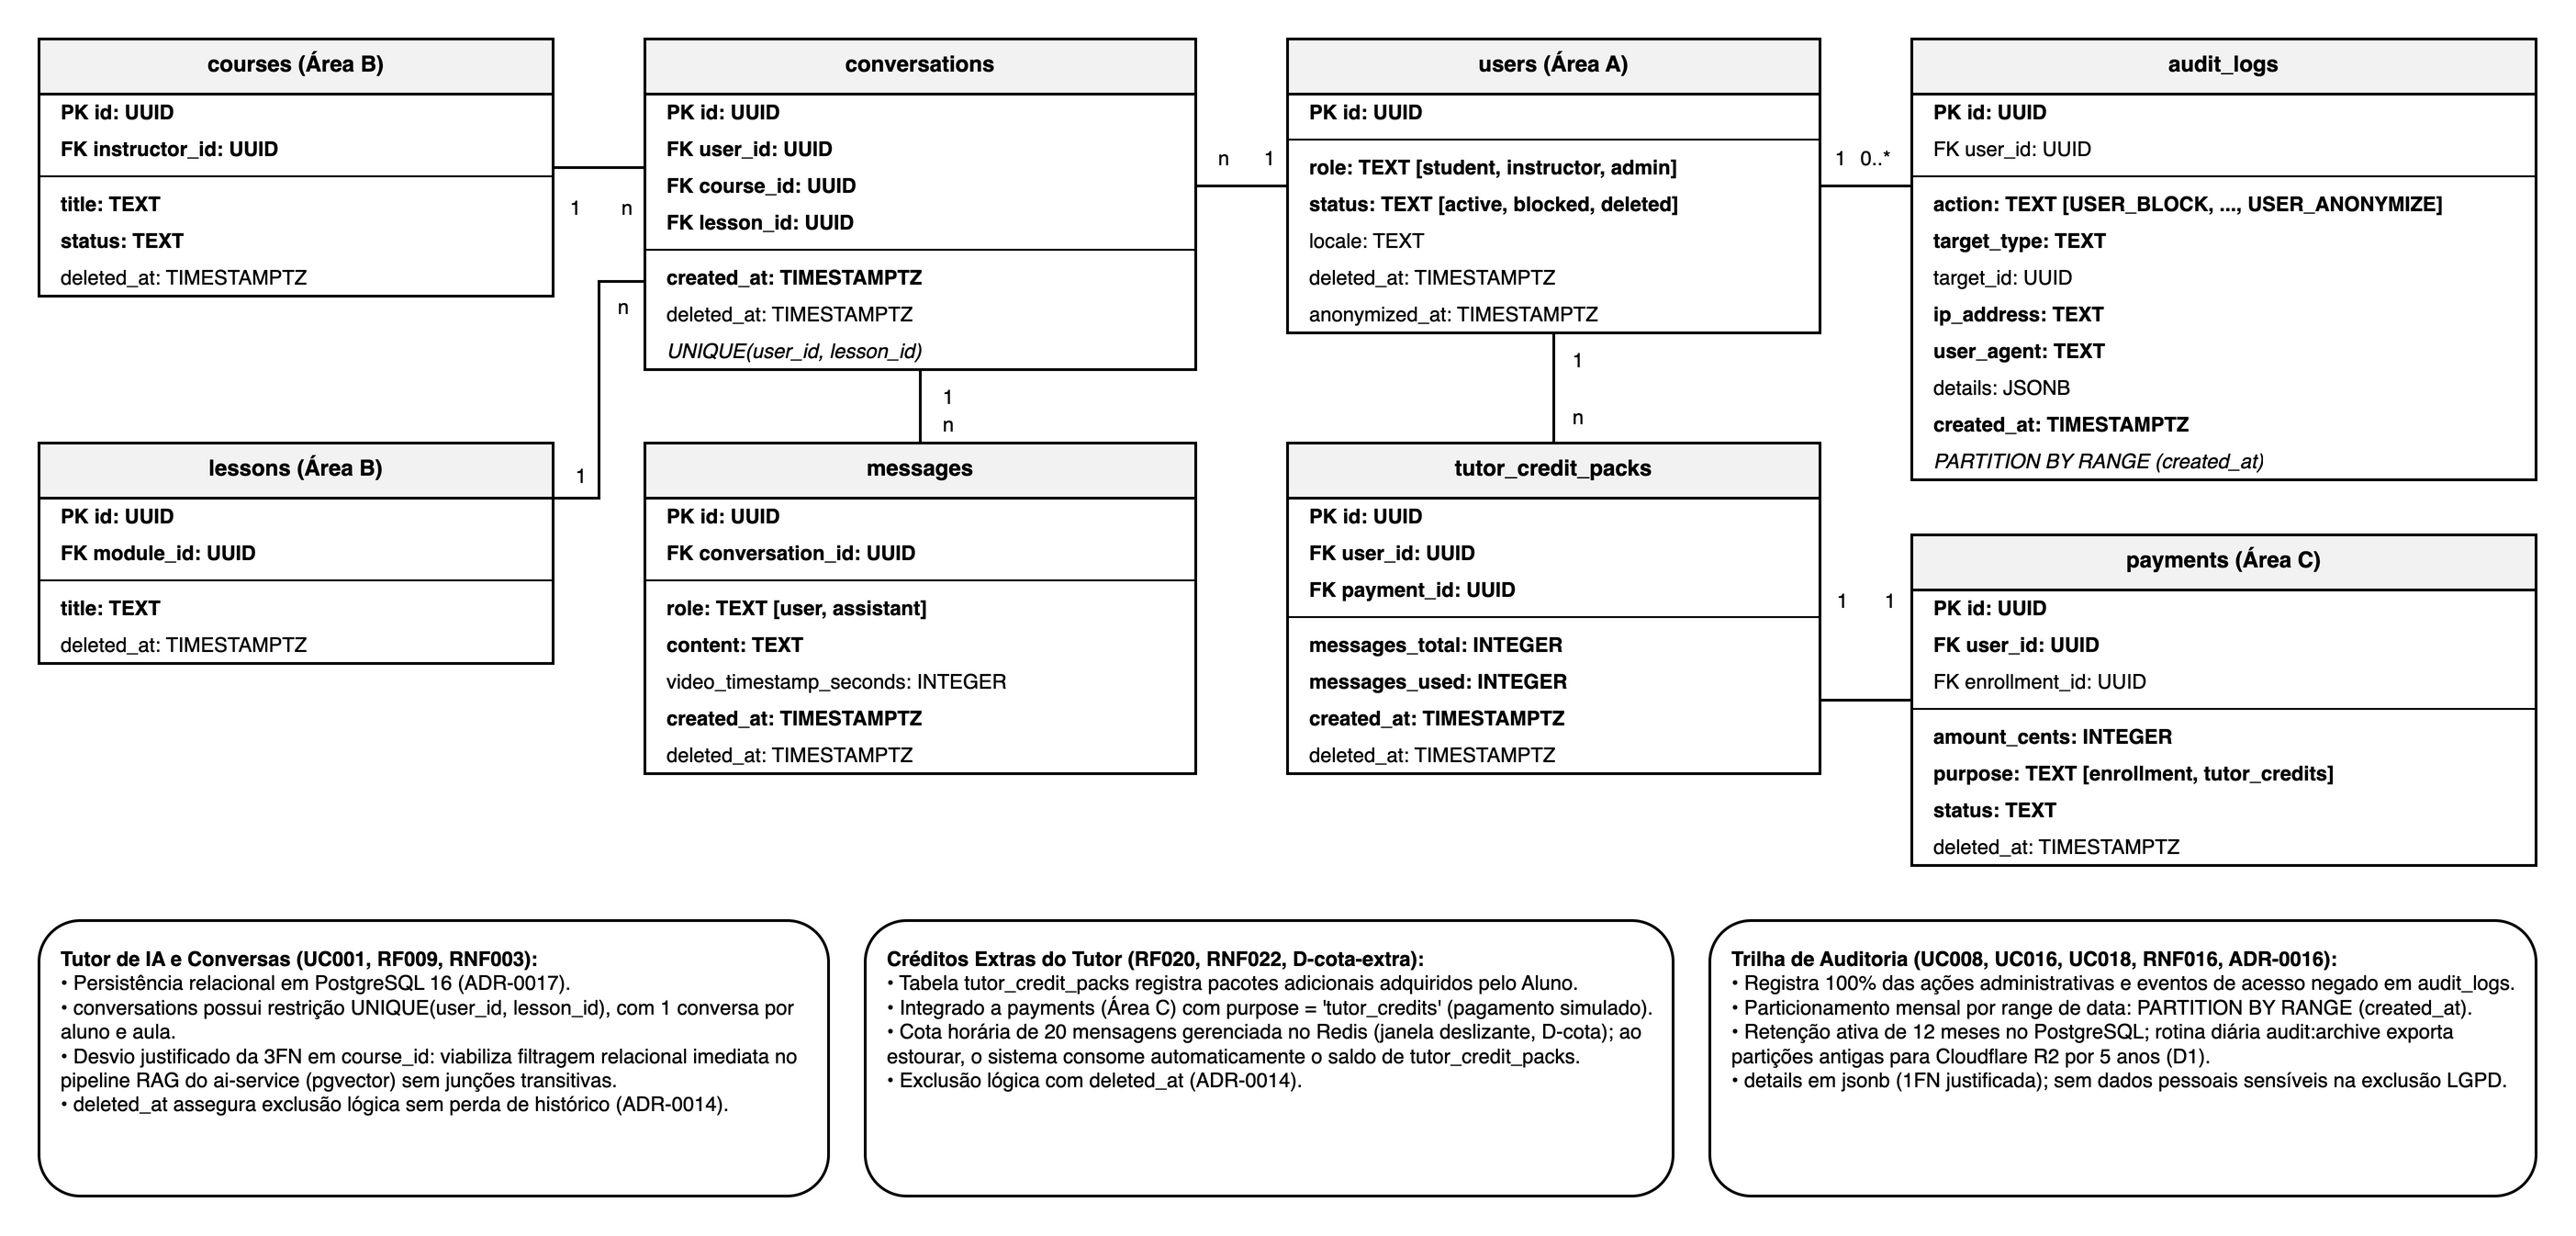 courses (Área B)
PK id: UUID
FK instructor_id: UUID
title: TEXT
status: TEXT
deleted_at: TIMESTAMPTZ
1
n
conversations
PK id: UUID
FK user_id: UUID
FK course_id: UUID
FK lesson_id: UUID
created_at: TIMESTAMPTZ
deleted_at: TIMESTAMPTZ
UNIQUE(user_id, lesson_id)
n
1
users (Área A)
PK id: UUID
role: TEXT [student, instructor, admin]
status: TEXT [active, blocked, deleted]
locale: TEXT
deleted_at: TIMESTAMPTZ
anonymized_at: TIMESTAMPTZ
1
0..*
audit_logs
PK id: UUID
FK user_id: UUID
action: TEXT [USER_BLOCK, ..., USER_ANONYMIZE]
target_type: TEXT
target_id: UUID
ip_address: TEXT
user_agent: TEXT
details: JSONB
created_at: TIMESTAMPTZ
PARTITION BY RANGE (created_at)
n
1
1
n
1
n
lessons (Área B)
PK id: UUID
FK module_id: UUID
title: TEXT
deleted_at: TIMESTAMPTZ
messages
PK id: UUID
FK conversation_id: UUID
role: TEXT [user, assistant]
content: TEXT
video_timestamp_seconds: INTEGER
created_at: TIMESTAMPTZ
deleted_at: TIMESTAMPTZ
tutor_credit_packs
PK id: UUID
FK user_id: UUID
FK payment_id: UUID
messages_total: INTEGER
messages_used: INTEGER
created_at: TIMESTAMPTZ
deleted_at: TIMESTAMPTZ
1
1
payments (Área C)
PK id: UUID
FK user_id: UUID
FK enrollment_id: UUID
amount_cents: INTEGER
purpose: TEXT [enrollment, tutor_credits]
status: TEXT
deleted_at: TIMESTAMPTZ
Tutor de IA e Conversas (UC001, RF009, RNF003):
• Persistência relacional em PostgreSQL 16 (ADR-0017).
• conversations possui restrição UNIQUE(user_id, lesson_id), com 1 conversa por
aluno e aula.
• Desvio justificado da 3FN em course_id: viabiliza filtragem relacional imediata no
pipeline RAG do ai-service (pgvector) sem junções transitivas.
• deleted_at assegura exclusão lógica sem perda de histórico (ADR-0014).
Créditos Extras do Tutor (RF020, RNF022, D-cota-extra):
• Tabela tutor_credit_packs registra pacotes adicionais adquiridos pelo Aluno.
• Integrado a payments (Área C) com purpose = 'tutor_credits' (pagamento simulado).
• Cota horária de 20 mensagens gerenciada no Redis (janela deslizante, D-cota); ao
estourar, o sistema consome automaticamente o saldo de tutor_credit_packs.
• Exclusão lógica com deleted_at (ADR-0014).
Trilha de Auditoria (UC008, UC016, UC018, RNF016, ADR-0016):
• Registra 100% das ações administrativas e eventos de acesso negado em audit_logs.
• Particionamento mensal por range de data: PARTITION BY RANGE (created_at).
• Retenção ativa de 12 meses no PostgreSQL; rotina diária audit:archive exporta
partições antigas para Cloudflare R2 por 5 anos (D1).
• details em jsonb (1FN justificada); sem dados pessoais sensíveis na exclusão LGPD.